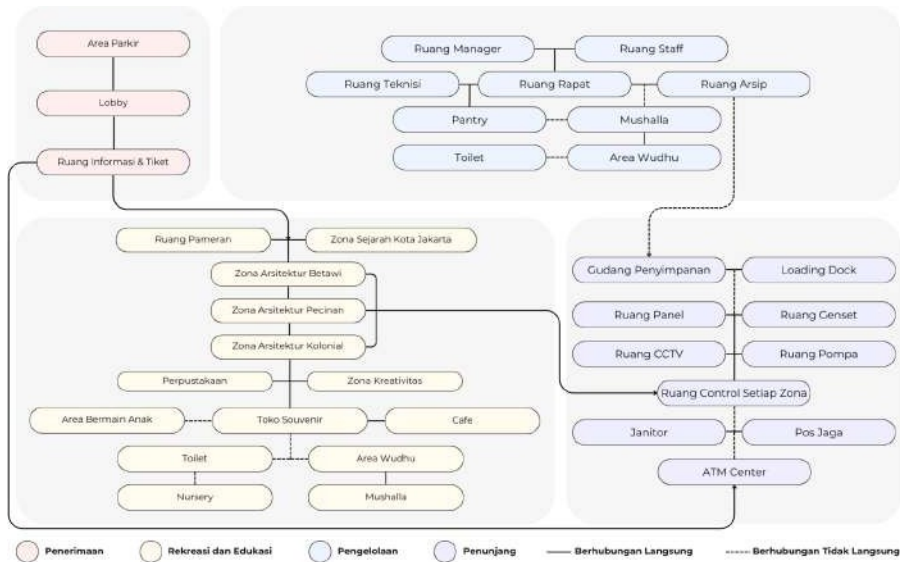 Area Parkir
Lobby
Ruang Informasi & Tiket
Ruang Manager
Ruang Staff
Ruang Teknisi
Ruang Rapat
Ruang Arsip
Pantry
Mushalla
Toilet
Area Wudhu
Ruang Pameran
Zona Sejarah Kota Jakarta
Zona Arsitektur Betawi
Zona Arsitektur Pecinan
Zona Arsitektur Kolonial
Perpustakaan
Zona Kreativitas
Area Bermain Anak
Toko Souvenir
Cafe
Toilet
Area Wudhu
Nursery
Mushalla
Gudang Penyimpanan
Loading Dock
Ruang Panel
Ruang Genset
Ruang CCTV
Ruang Pompa
Ruang Control Setiap Zona
Janitor
Pos Jaga
ATM Center
Penerimaan
Rekreasi dan Edukasi
Pengelolaan
Penunjang
Berhubungan Langsung
Berhubungan Tidak Langsung